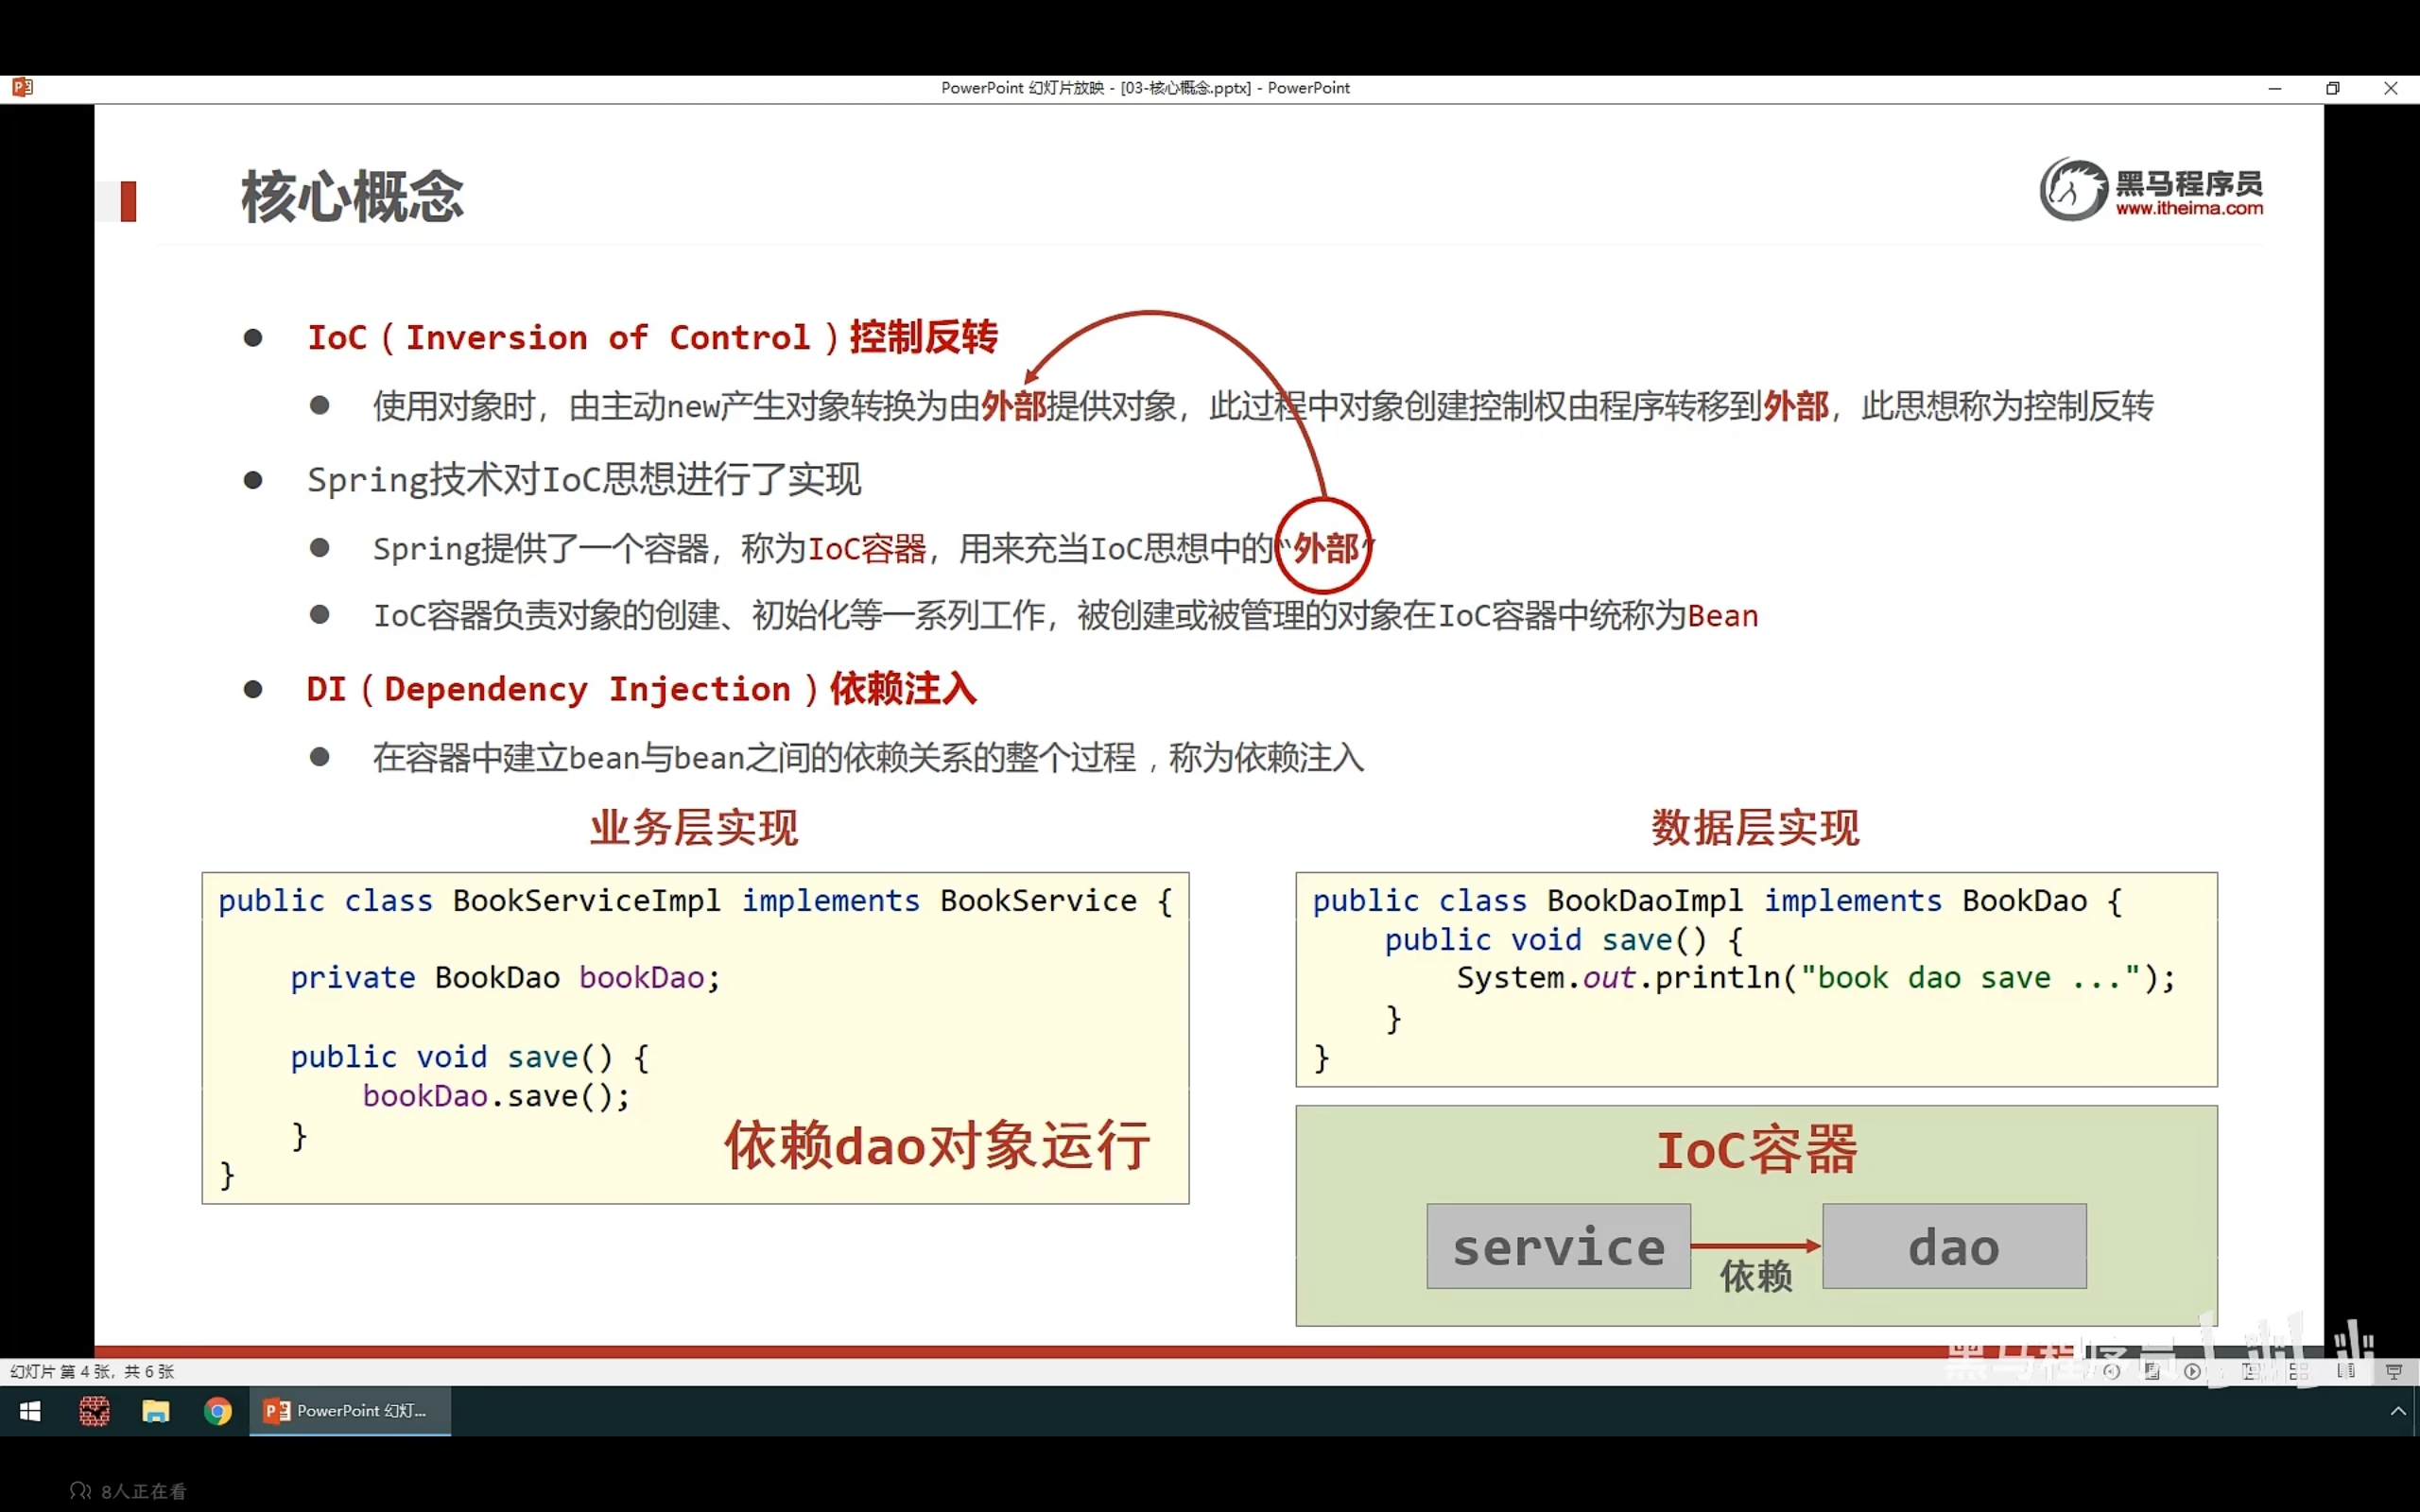 PowerPoint 幻灯片放映 - [03-核心概念.pptx] - PowerPoint
核心概念
黑马程序员
www.itheima.com
IoC（Inversion of Control）控制反转
使用对象时，由主动new产生对象转换为由外部提供对象，此过程中对象创建控制权由程序转移到外部，此思想称为控制反转
Spring技术对IoC思想进行了实现
Spring提供了一个容器，称为IoC容器，用来充当IoC思想中的“外部”
IoC容器负责对象的创建、初始化等一系列工作，被创建或被管理的对象在IoC容器中统称为Bean
DI（Dependency Injection）依赖注入
在容器中建立bean与bean之间的依赖关系的整个过程，称为依赖注入
业务层实现
public class BookServiceImpl implements BookService {
private BookDao bookDao;
public void save() {
bookDao.save();
}
}
依赖dao对象运行
数据层实现
public class BookDaoImpl implements BookDao {
public void save() {
System.out.println("book dao save ...");
}
}
IoC容器
service
依赖
dao
黑马程序员
幻灯片 第 4 张，共 6 张
PowerPoint 幻灯...
8人正在看